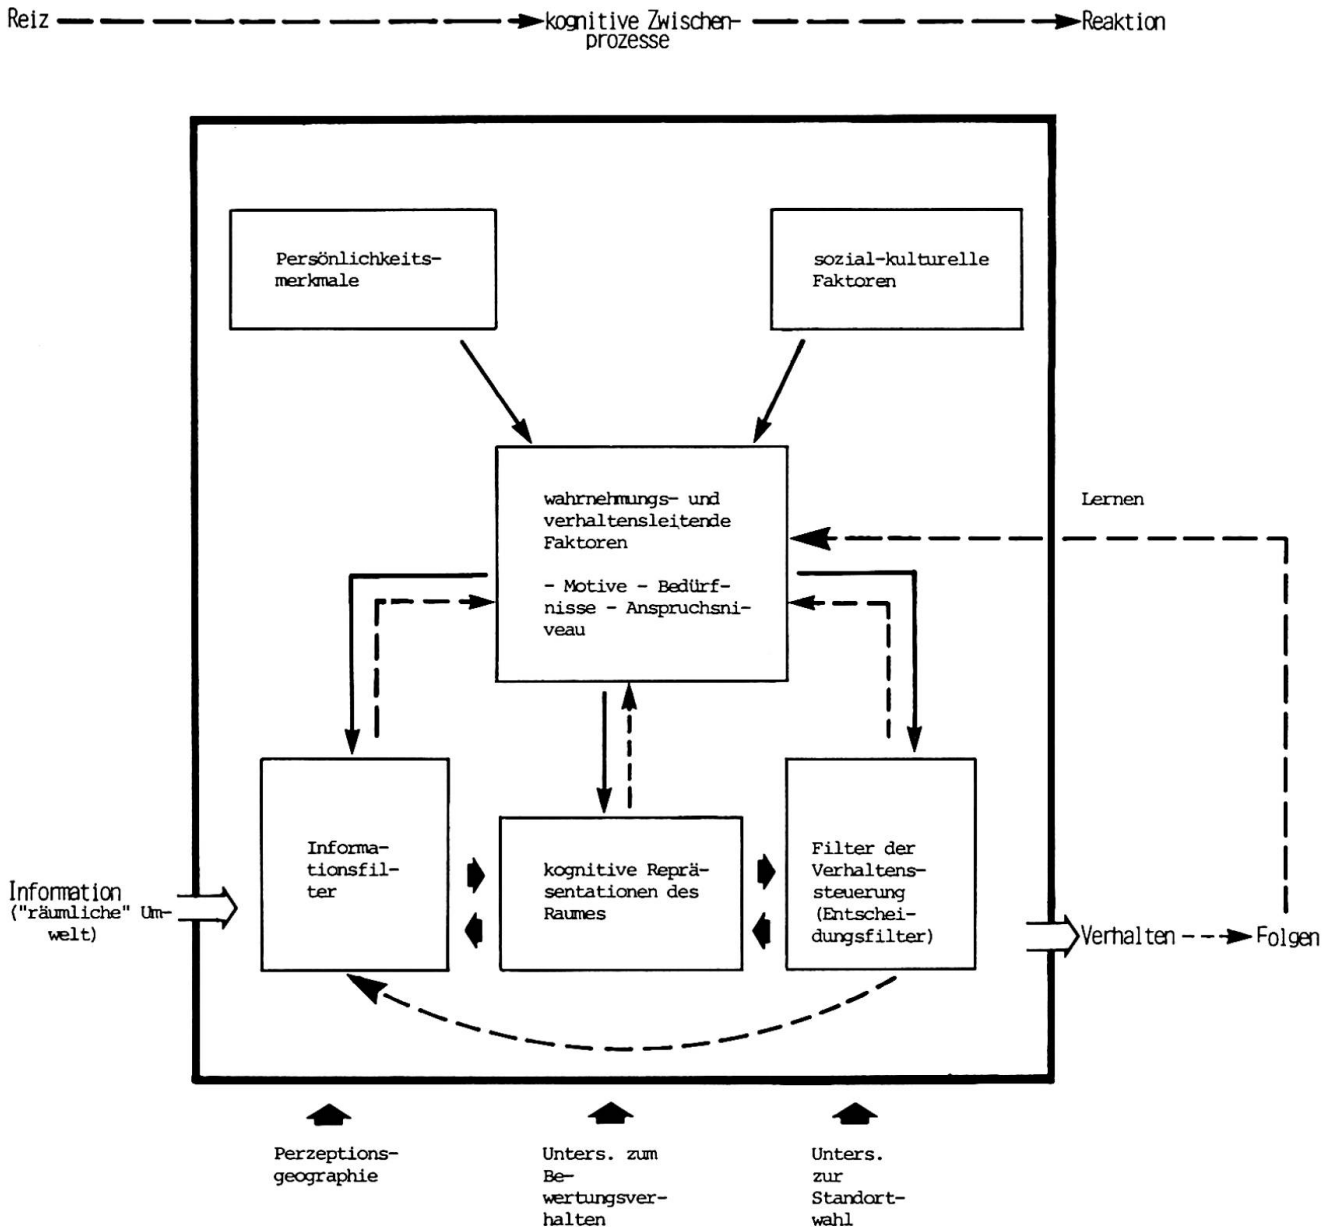 Reiz
kognitive Zwischen-
prozesse
Reaktion
Persönlichkeits-
merkmale
sozial-kulturelle
Faktoren
wahrnehmungs- und
verhaltensleitende
Faktoren
- Motive - Bedürf-
nisse - Anspruchsni-
veau
Lernen
Informa-
tionsfil-
ter
kognitive Reprä-
sentationen des
Raumes
Filter der
Verhaltens-
steuerung
(Entschei-
dungsfilter)
Information
("räumliche" Um-
welt)
Verhalten
Folgen
Perzeptions-
geographie
Unters. zum
Be-
wertungsver-
halten
Unters.
zur
Standort-
wahl